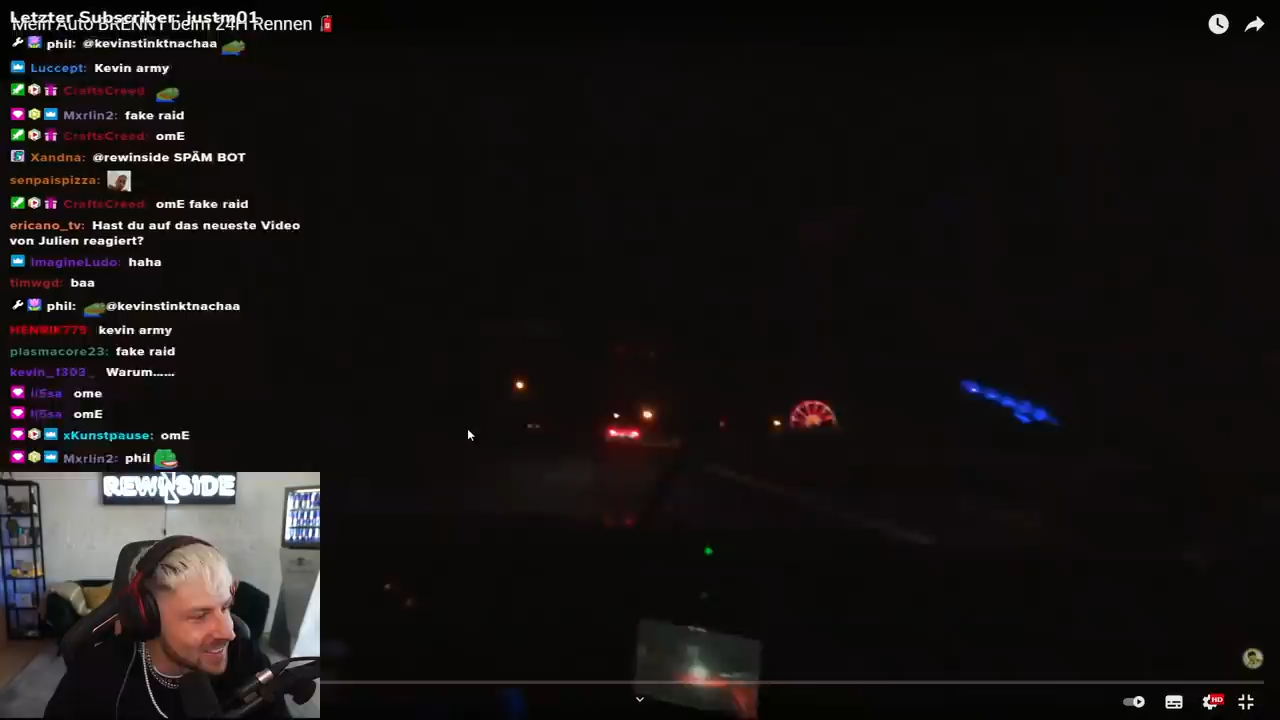 Letzter Subscriber: justm01
Mein Auto BRENNT beim 24H Rennen
phil: @kevinstinktnachaa
Luccept: Kevin army
CraftsCreed
Mxrlin2: fake raid
CraftsCreed: omE
Xandna: @rewinside SPÄM BOT
senpaispizza:
CraftsCreed: omE fake raid
ericano_tv: Hast du auf das neueste Video
von Julien reagiert?
ImagineLudo: haha
timwgd: baa
phil: @kevinstinktnachaa
HENRIK775 kevin army
plasmacore23: fake raid
kevin_1303_ Warum......
ome
omE
xKunstpause: omE
Mxrlin2: phil
REWINSIDE
HD